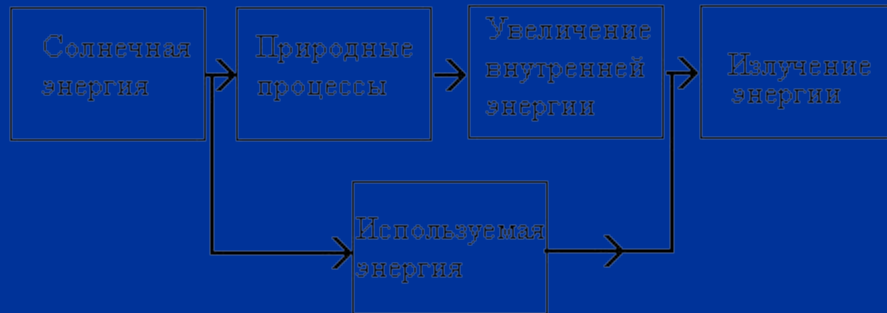 Солнечная
энергия
Природные
процессы
Увеличение
внутренней
энергии
Излучение
энергии
Используемая
энергия